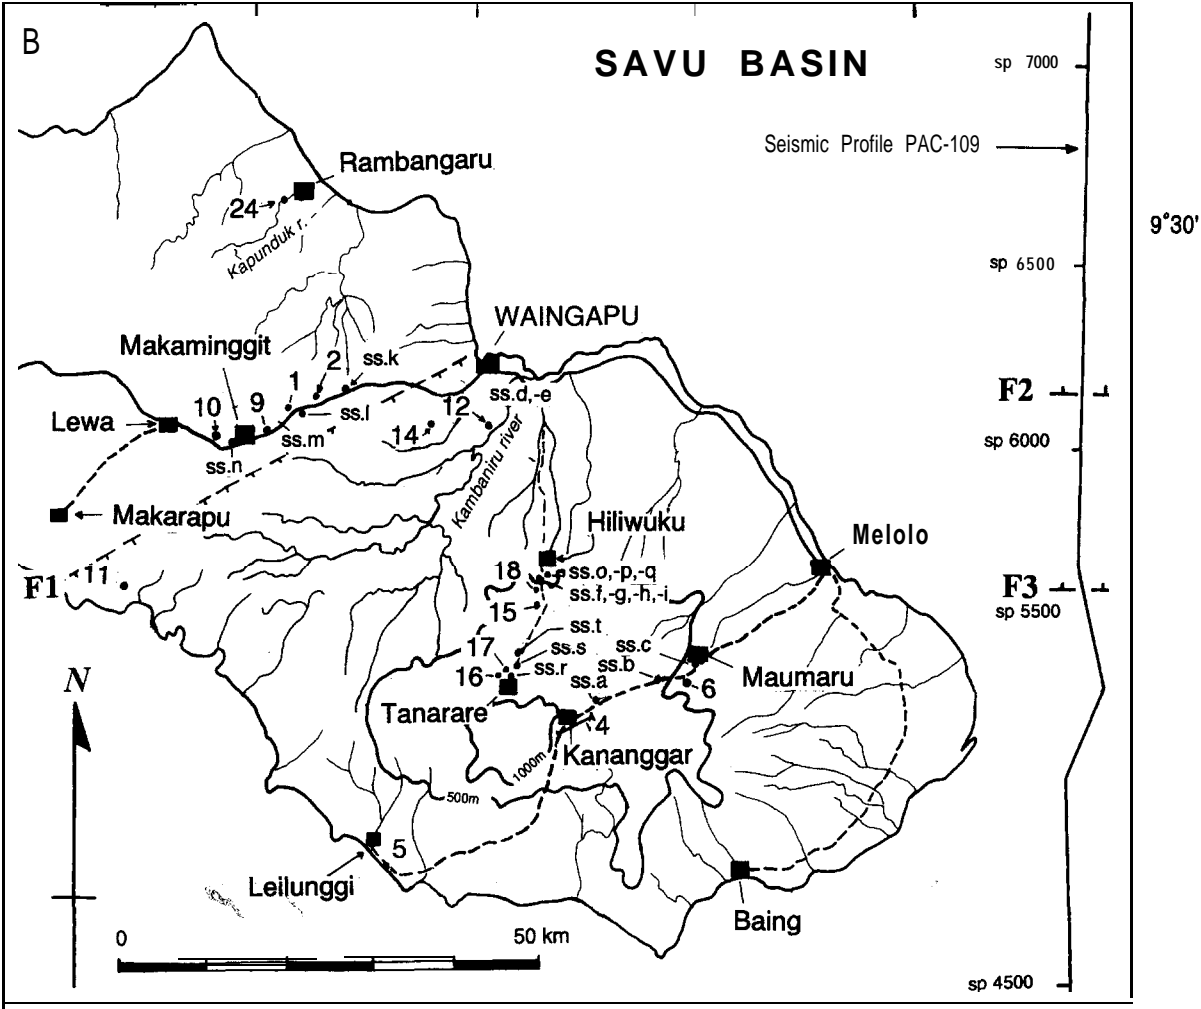 B
SAVU BASIN
sp 7000
Seismic Profile PAC-109
Rambangaru
24
9°30'
Kapunduk r.
sp 6500
WAINGAPU
Makaminggit
2
ss.k
1
ss.d,-e
F2
10
9
ss.l
12
Lewa
ss.m
14
sp 6000
ss.n
Kambaniru river
Makarapu
Hiliwuku
Melolo
11
18
ss.o,-p,-q
F1
ss.f,-g,-h,-i
F3
15
sp 5500
ss.t
17
ss.s
ss.c
16
ss.r
ss.b
Maumaru
N
ss.a
6
Tanarare
4
Kananggar
1000m
500m
5
Leilunggi
Baing
0
50 km
sp 4500